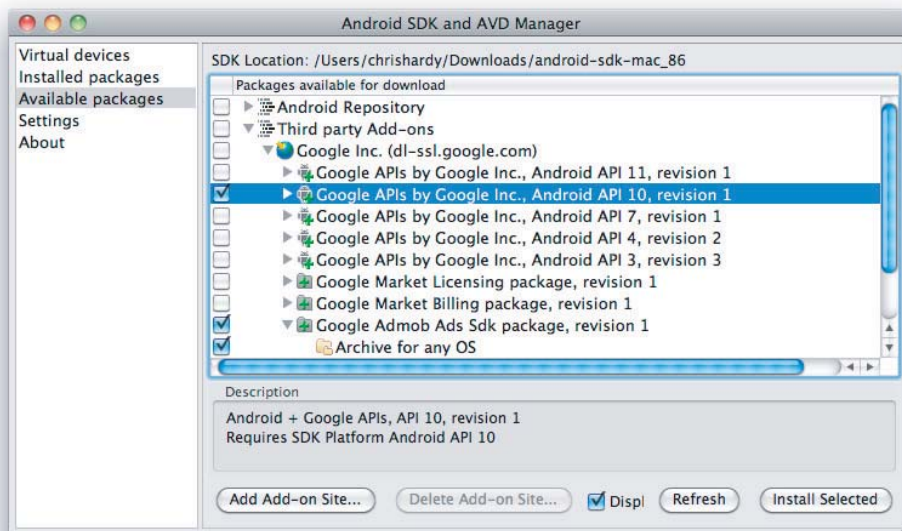 Android SDK and AVD Manager
Virtual devices
Installed packages
Available packages
Settings
About
SDK Location: /Users/chrishardy/Downloads/android-sdk-mac_86
Packages available for download
Android Repository
Third party Add-ons
Google Inc. (dl-ssl.google.com)
Google APIs by Google Inc., Android API 11, revision 1
Google APIs by Google Inc., Android API 10, revision 1
Google APIs by Google Inc., Android API 7, revision 1
Google APIs by Google Inc., Android API 4, revision 2
Google APIs by Google Inc., Android API 3, revision 3
Google Market Licensing package, revision 1
Google Market Billing package, revision 1
Google Admob Ads Sdk package, revision 1
Archive for any OS
Description
Android + Google APIs, API 10, revision 1
Requires SDK Platform Android API 10
Add Add-on Site... Delete Add-on Site... Displ Refresh Install Selected